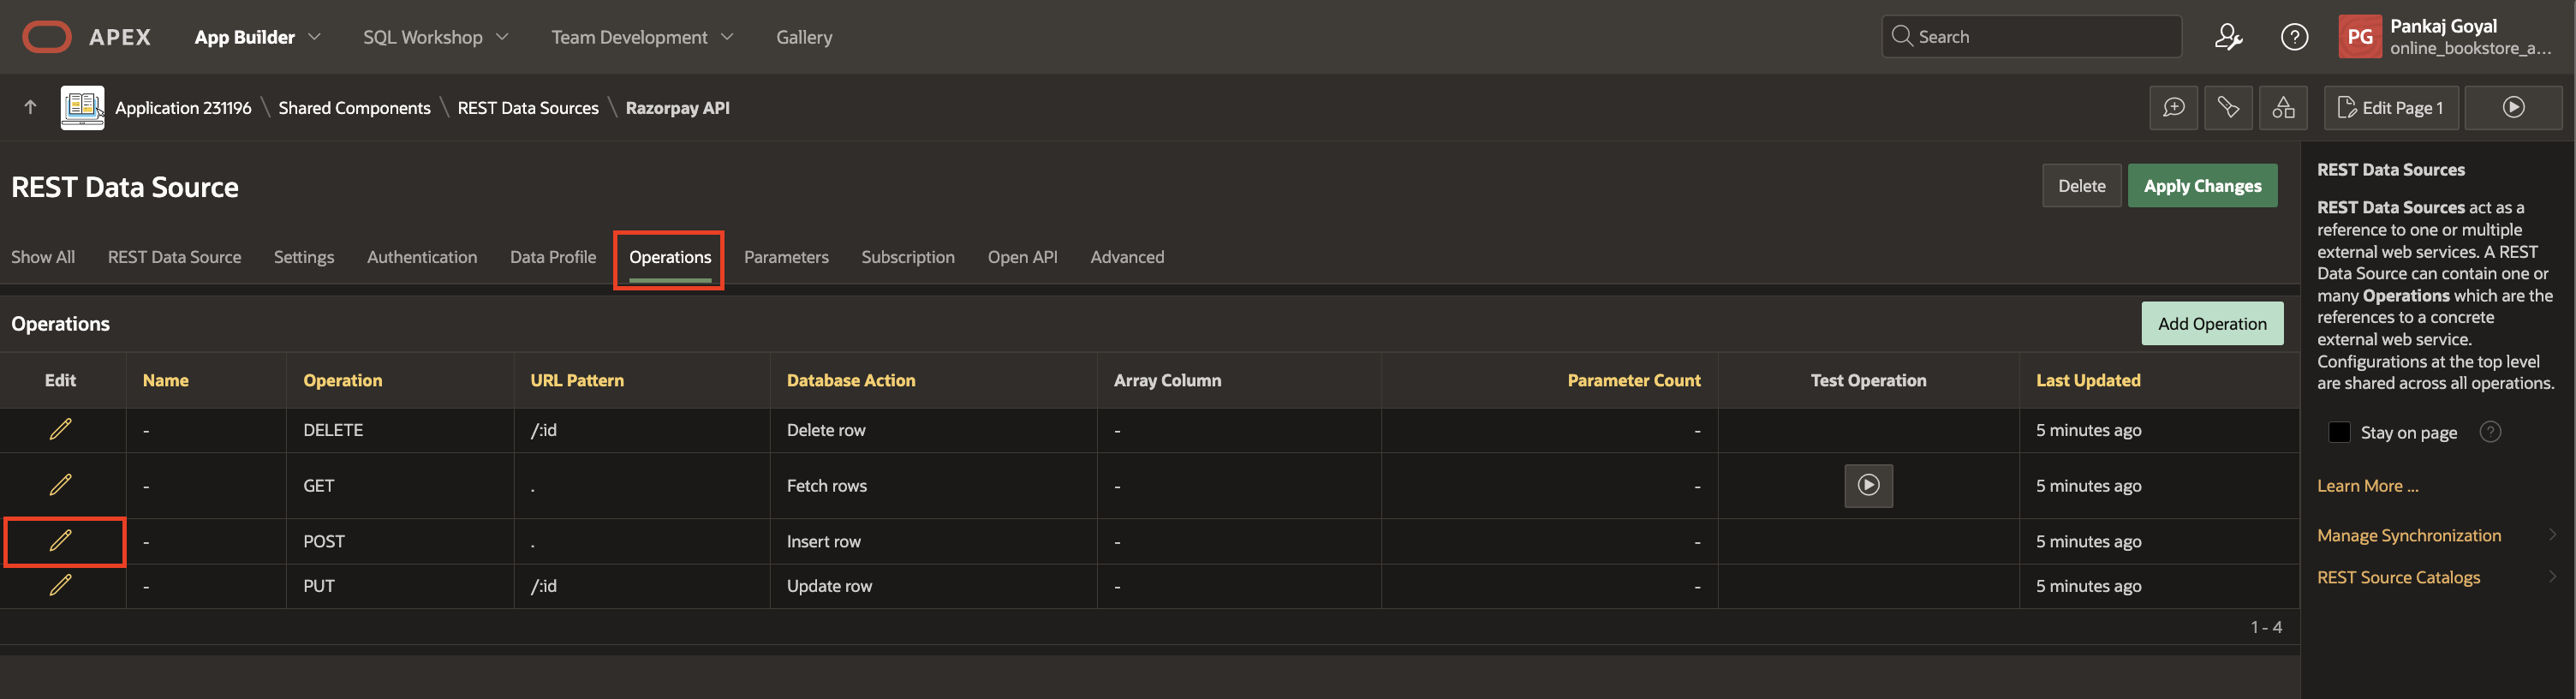 APEX App Builder SQL Workshop Team Development Gallery Search PG Pankaj Goyal
online_bookstore_a...
Application 231196 \ Shared Components \ REST Data Sources \ Razorpay API Edit Page 1
REST Data Source Delete Apply Changes
Show All REST Data Source Settings Authentication Data Profile Operations Parameters Subscription Open API Advanced
Operations Add Operation
Edit Name Operation URL Pattern Database Action Array Column Parameter Count Test Operation Last Updated
- DELETE /:id Delete row - - 5 minutes ago
- GET . Fetch rows - - 5 minutes ago
- POST . Insert row - - 5 minutes ago
- PUT /:id Update row - - 5 minutes ago
1 - 4
REST Data Sources
REST Data Sources act as a
reference to one or multiple
external web services. A REST
Data Source can contain one or
many Operations which are the
references to a concrete
external web service.
Configurations at the top level
are shared across all operations.
Stay on page ?
Learn More ...
Manage Synchronization
REST Source Catalogs